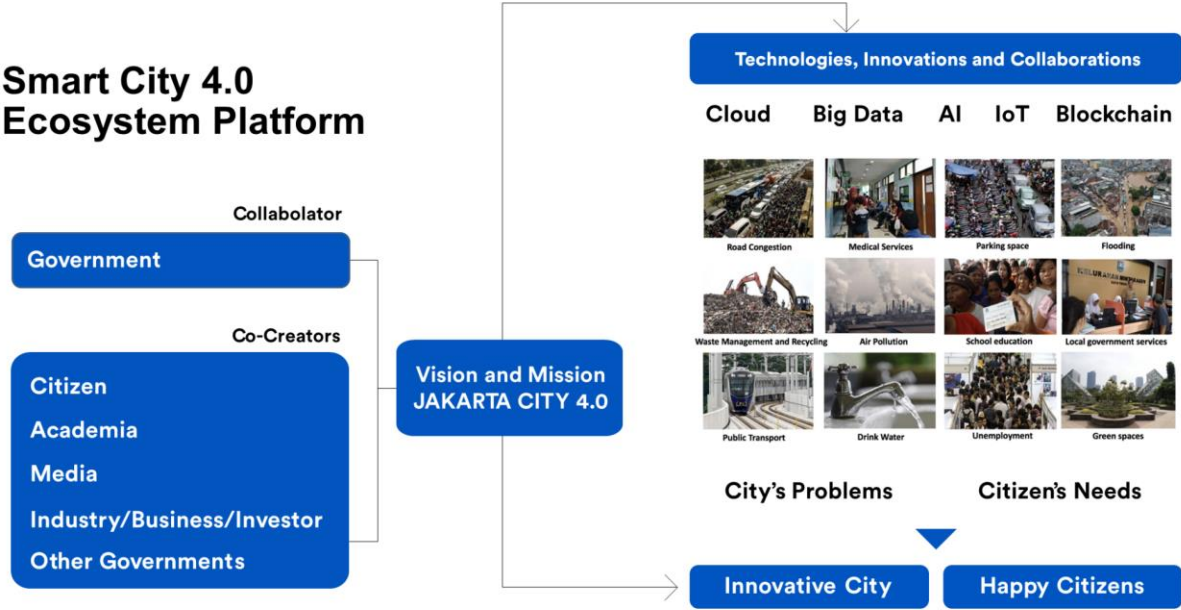 Smart City 4.0
Ecosystem Platform
Collabolator
Government
Co-Creators
Citizen
Academia
Media
Industry/Business/Investor
Other Governments
Vision and Mission
JAKARTA CITY 4.0
Technologies, Innovations and Collaborations
Cloud Big Data AI IoT Blockchain
Road Congestion Medical Services Parking space Flooding
Waste Management and Recycling Air Pollution School education Local government services
Public Transport Drink Water Unemployment Green spaces
City's Problems Citizen's Needs
Innovative City Happy Citizens